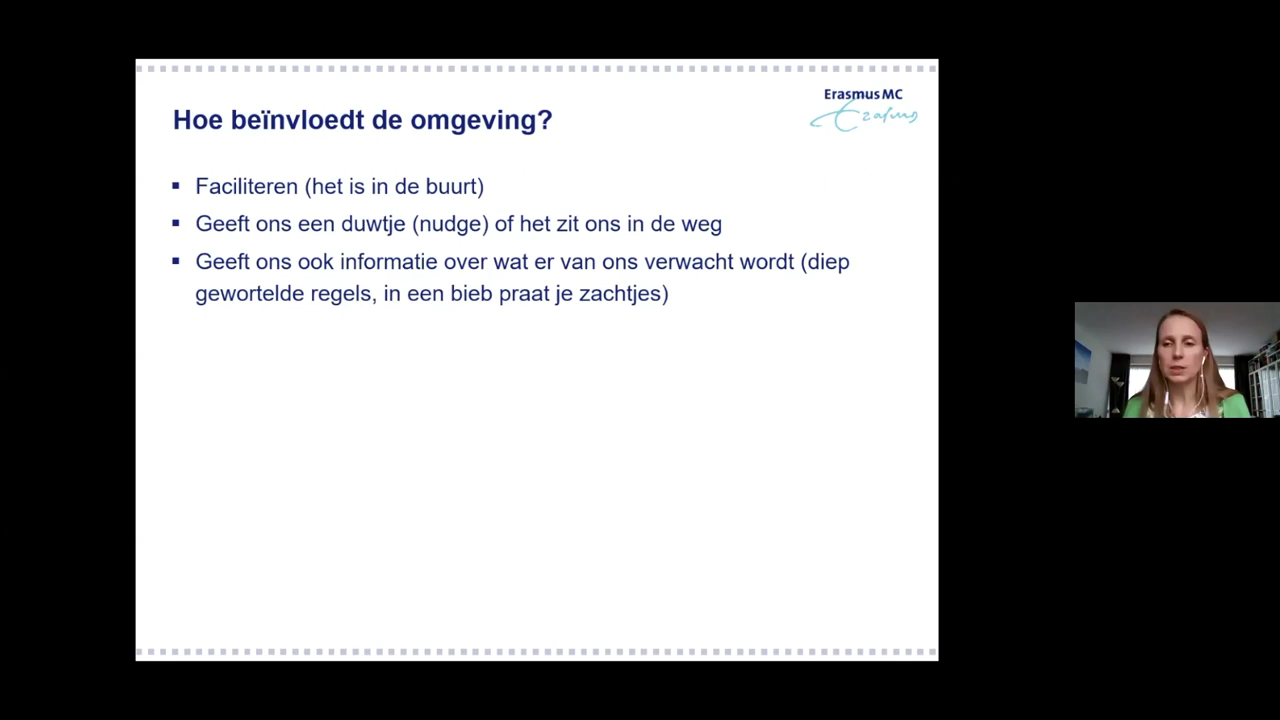 Erasmus MC
Erasmus
Hoe beïnvloedt de omgeving?
Faciliteren (het is in de buurt)
Geeft ons een duwtje (nudge) of het zit ons in de weg
Geeft ons ook informatie over wat er van ons verwacht wordt (diep
gewortelde regels, in een bieb praat je zachtjes)